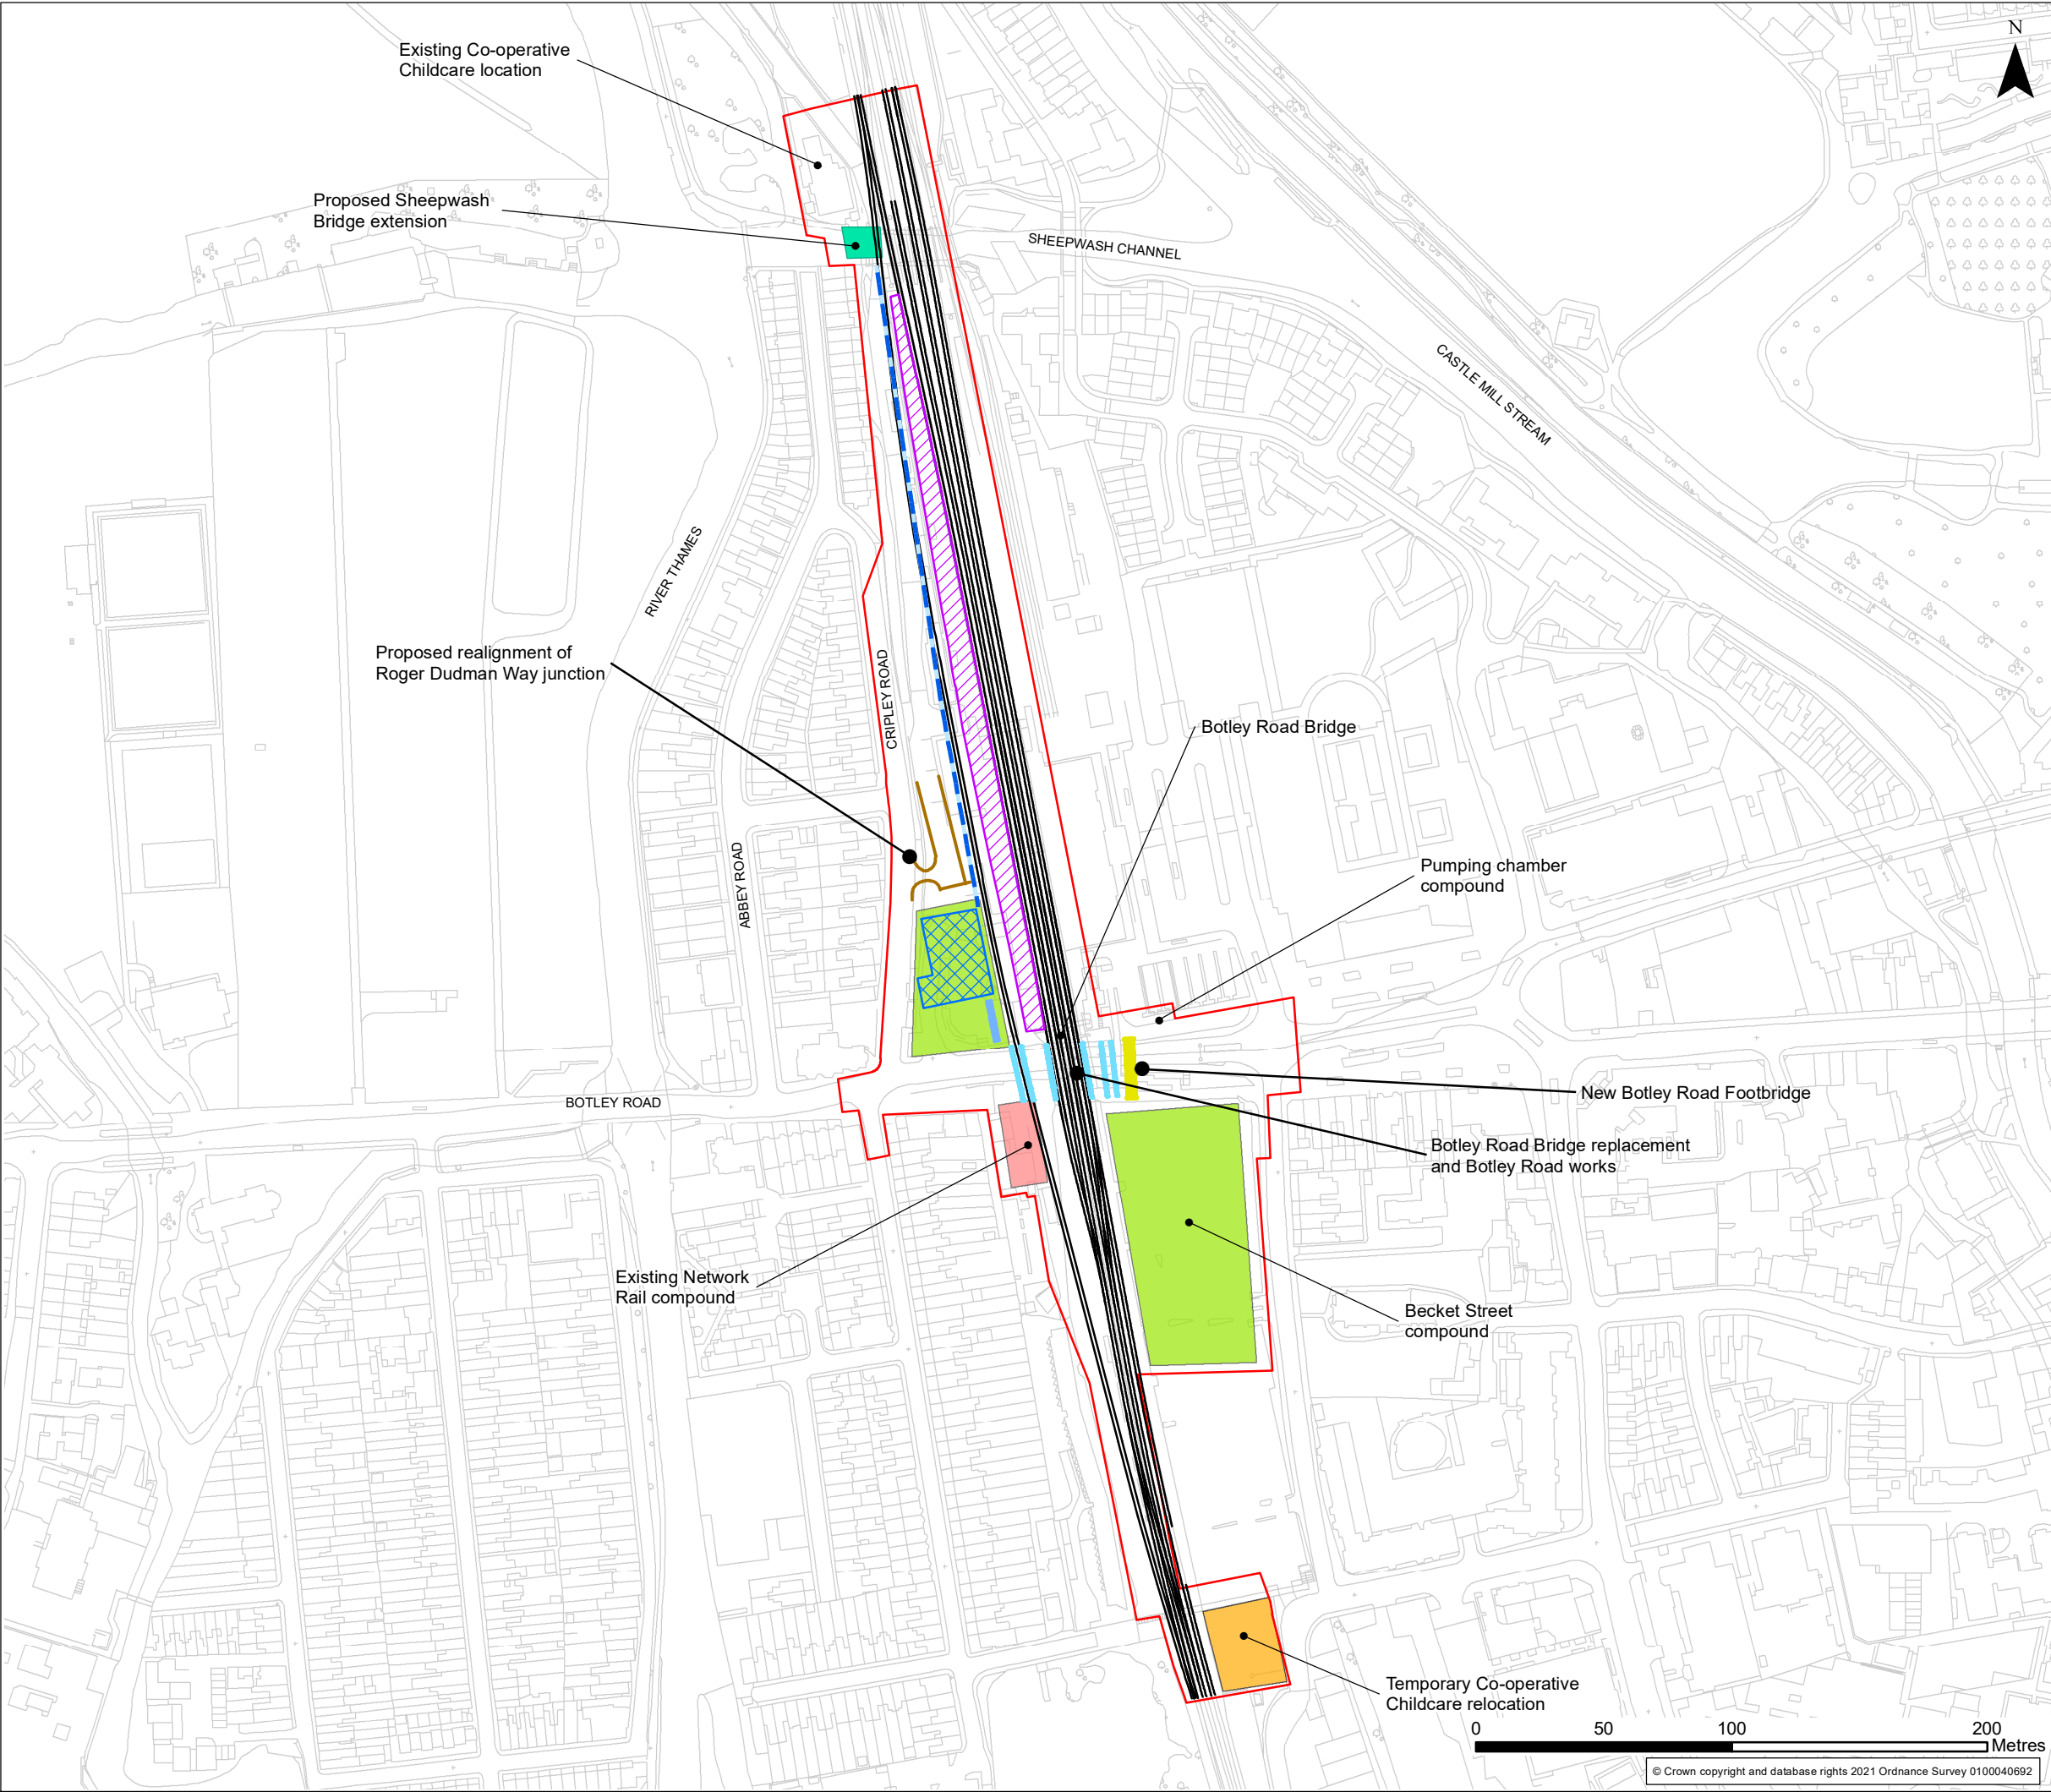 N
Existing Co-operative
Childcare location
Proposed Sheepwash
Bridge extension
SHEEPWASH CHANNEL
CASTLE MILL STREAM
RIVER THAMES
Proposed realignment of
Roger Dudman Way junction
CRIPLEY ROAD
Botley Road Bridge
ABBEY ROAD
Pumping chamber
compound
BOTLEY ROAD
New Botley Road Footbridge
Botley Road Bridge replacement
and Botley Road works
Existing Network
Rail compound
Becket Street
compound
Temporary Co-operative
Childcare relocation
0 50 100 200
Metres
© Crown copyright and database rights 2021 Ordnance Survey 0100040692